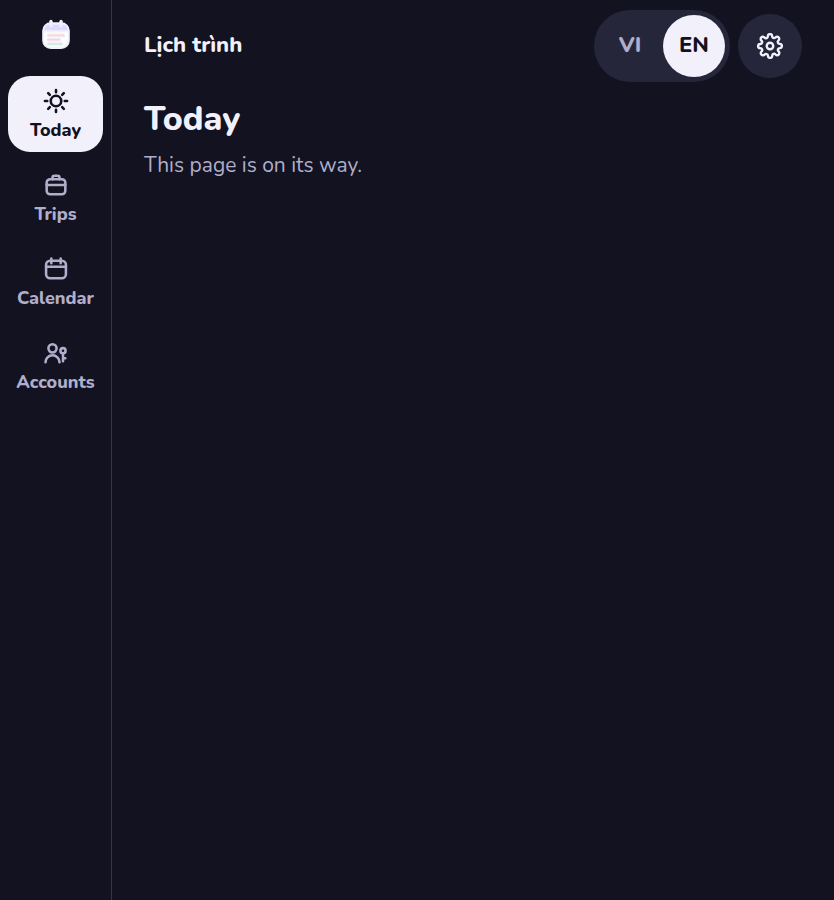 Lịch trình
VI
EN
Today
Trips
Calendar
Accounts
Today
This page is on its way.